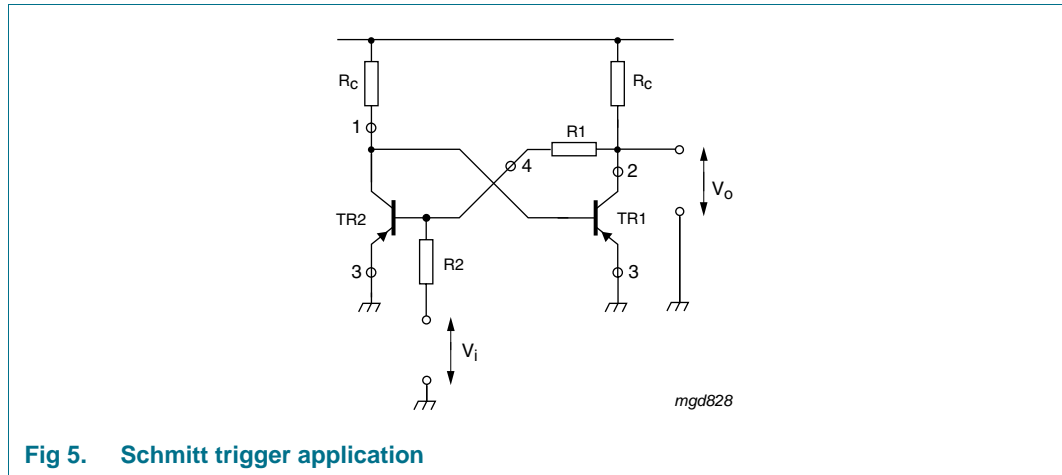 Rc
Rc
1
R1
4
2
Vo
TR2
TR1
3
R2
3
Vi
mgd828
Fig 5. Schmitt trigger application